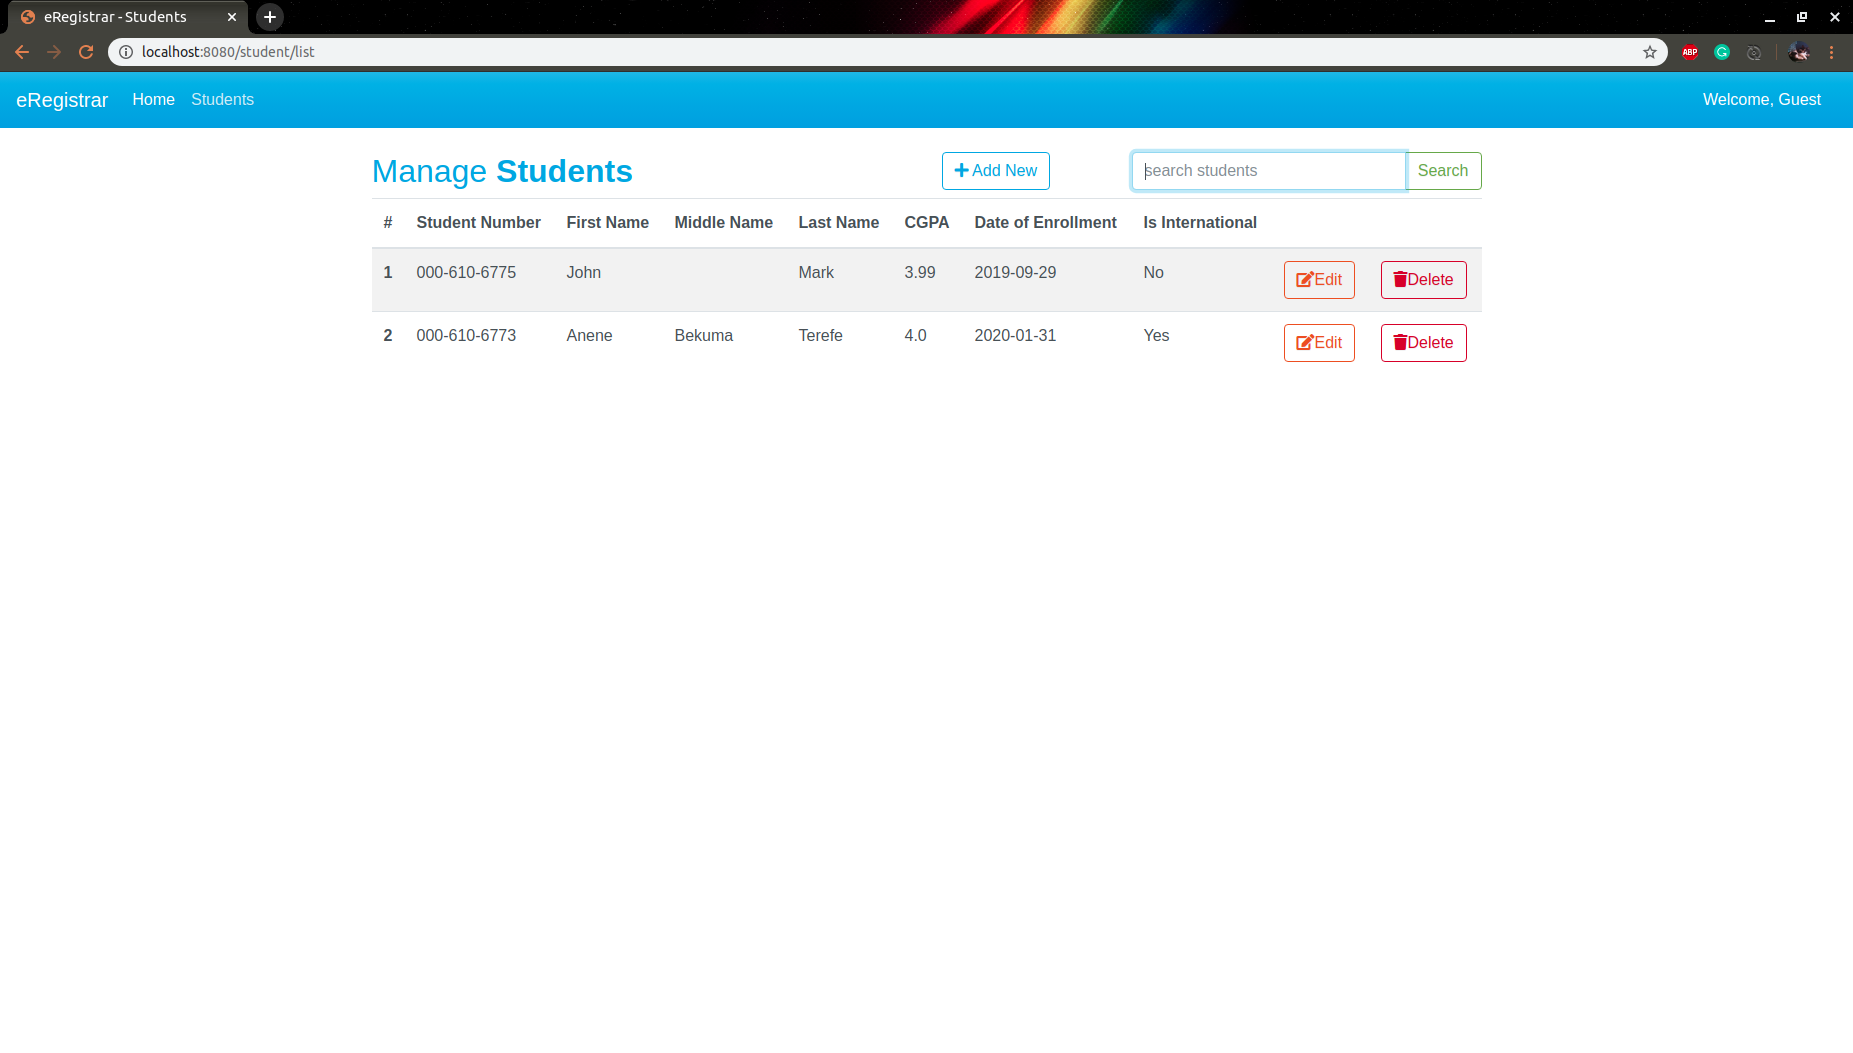 eRegistrar - Students
localhost:8080/student/list
ABP
eRegistrar Home Students Welcome, Guest
Manage Students Add New search students Search
# Student Number First Name Middle Name Last Name CGPA Date of Enrollment Is International
1 000-610-6775 John Mark 3.99 2019-09-29 No Edit Delete
2 000-610-6773 Anene Bekuma Terefe 4.0 2020-01-31 Yes Edit Delete